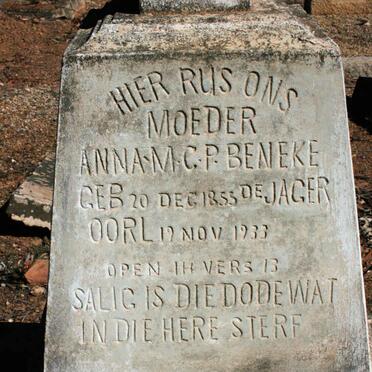 HIER RUS ONS
MOEDER
ANNA·M·C·P· BENEKE
GEB 20 DEC 1855 DE JAGER
OORL 19 NOV 1933
OPEN 14 VERS 13
SALIG IS DIE DODE WAT
IN DIE HERE STERF